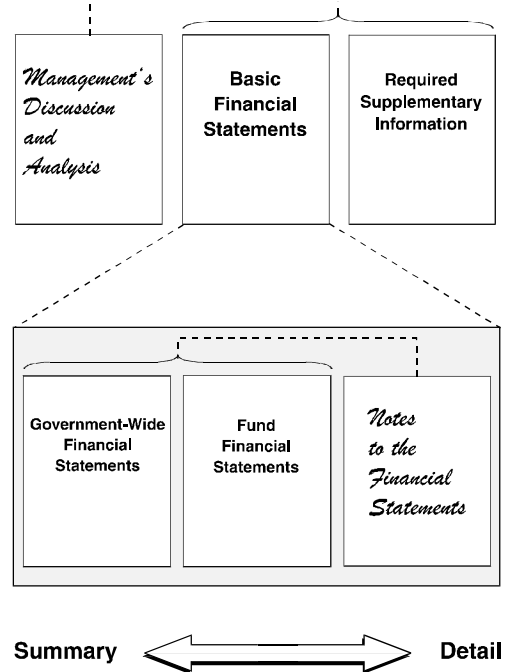 Management's
Discussion
and
Analysis
Basic
Financial
Statements
Required
Supplementary
Information
Government-Wide
Financial
Statements
Fund
Financial
Statements
Notes
to the
Financial
Statements
Summary
Detail